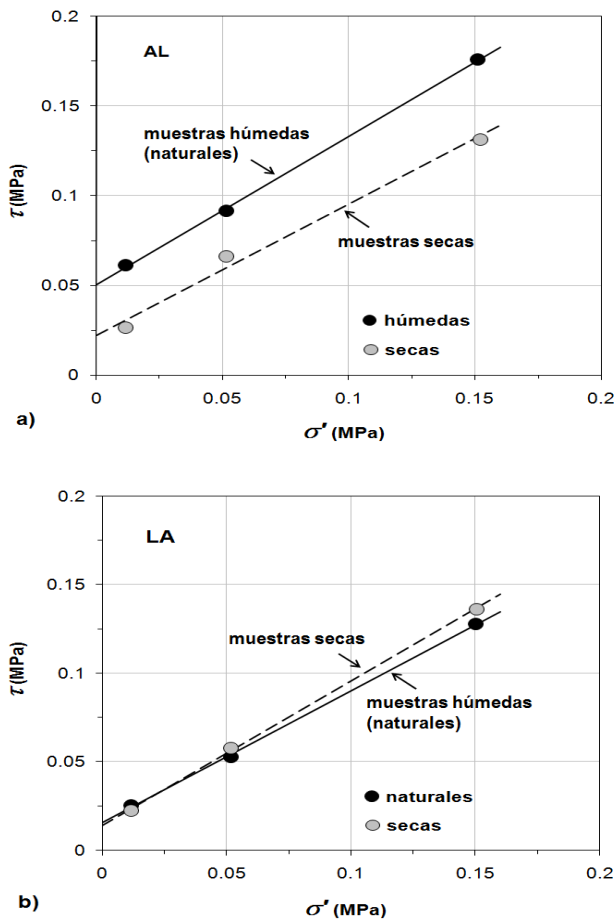 0.2
AL
0.15
muestras húmedas
(naturales)
τ (MPa)
0.1
muestras secas
0.05
húmedas
secas
0
0 0.05 0.1 0.15 0.2
a)
σ' (MPa)
0.2
LA
0.15
muestras secas
τ (MPa)
0.1
muestras húmedas
(naturales)
0.05
naturales
secas
0
0 0.05 0.1 0.15 0.2
b)
σ' (MPa)